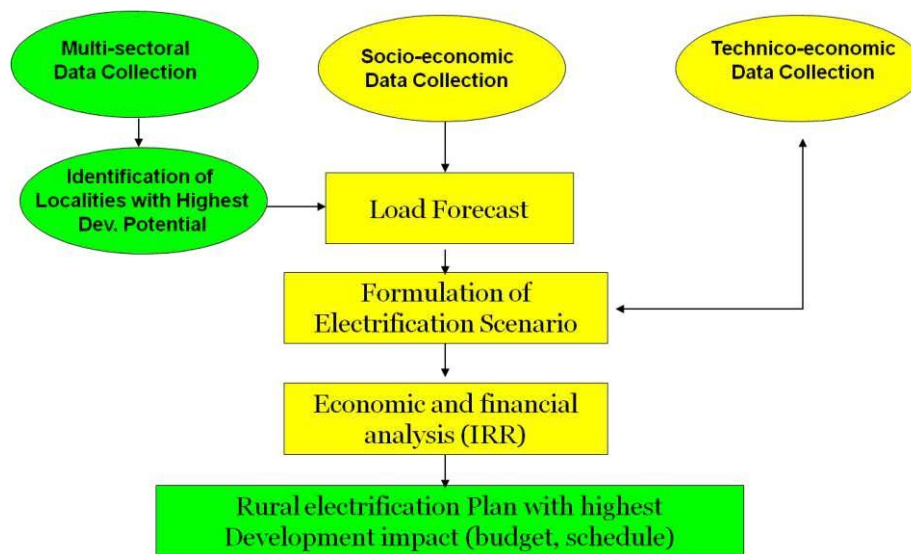 Multi-sectoral
Data Collection
Socio-economic
Data Collection
Technico-economic
Data Collection
Identification of
Localities with Highest
Dev. Potential
Load Forecast
Formulation of
Electrification Scenario
Economic and financial
analysis (IRR)
Rural electrification Plan with highest
Development impact (budget, schedule)